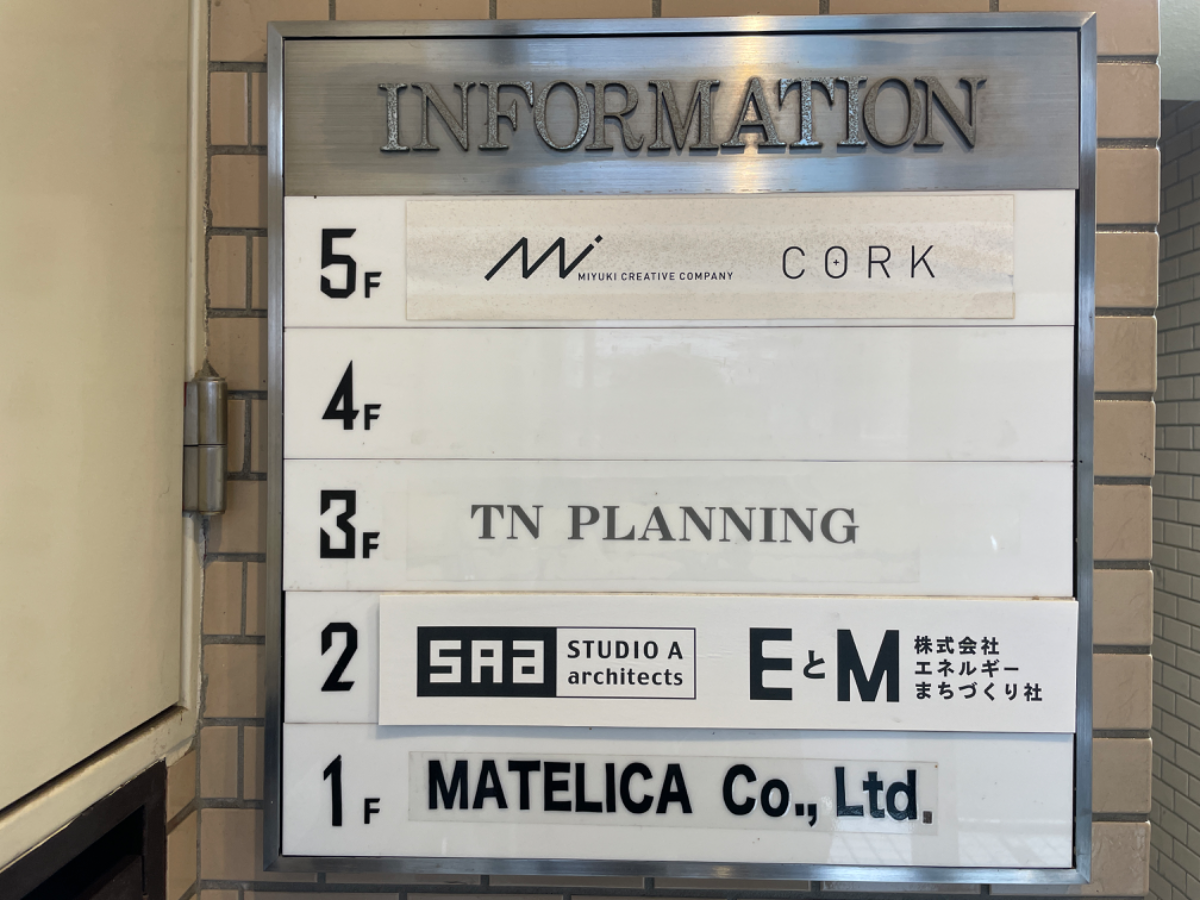 INFORMATION
5F
Mi MIYUKI CREATIVE COMPANY
CORK
4F
3F
TN PLANNING
2
SAA STUDIO A
architects
EとM
株式会社
エネルギー
まちづくり社
1F
MATELICA Co., Ltd.